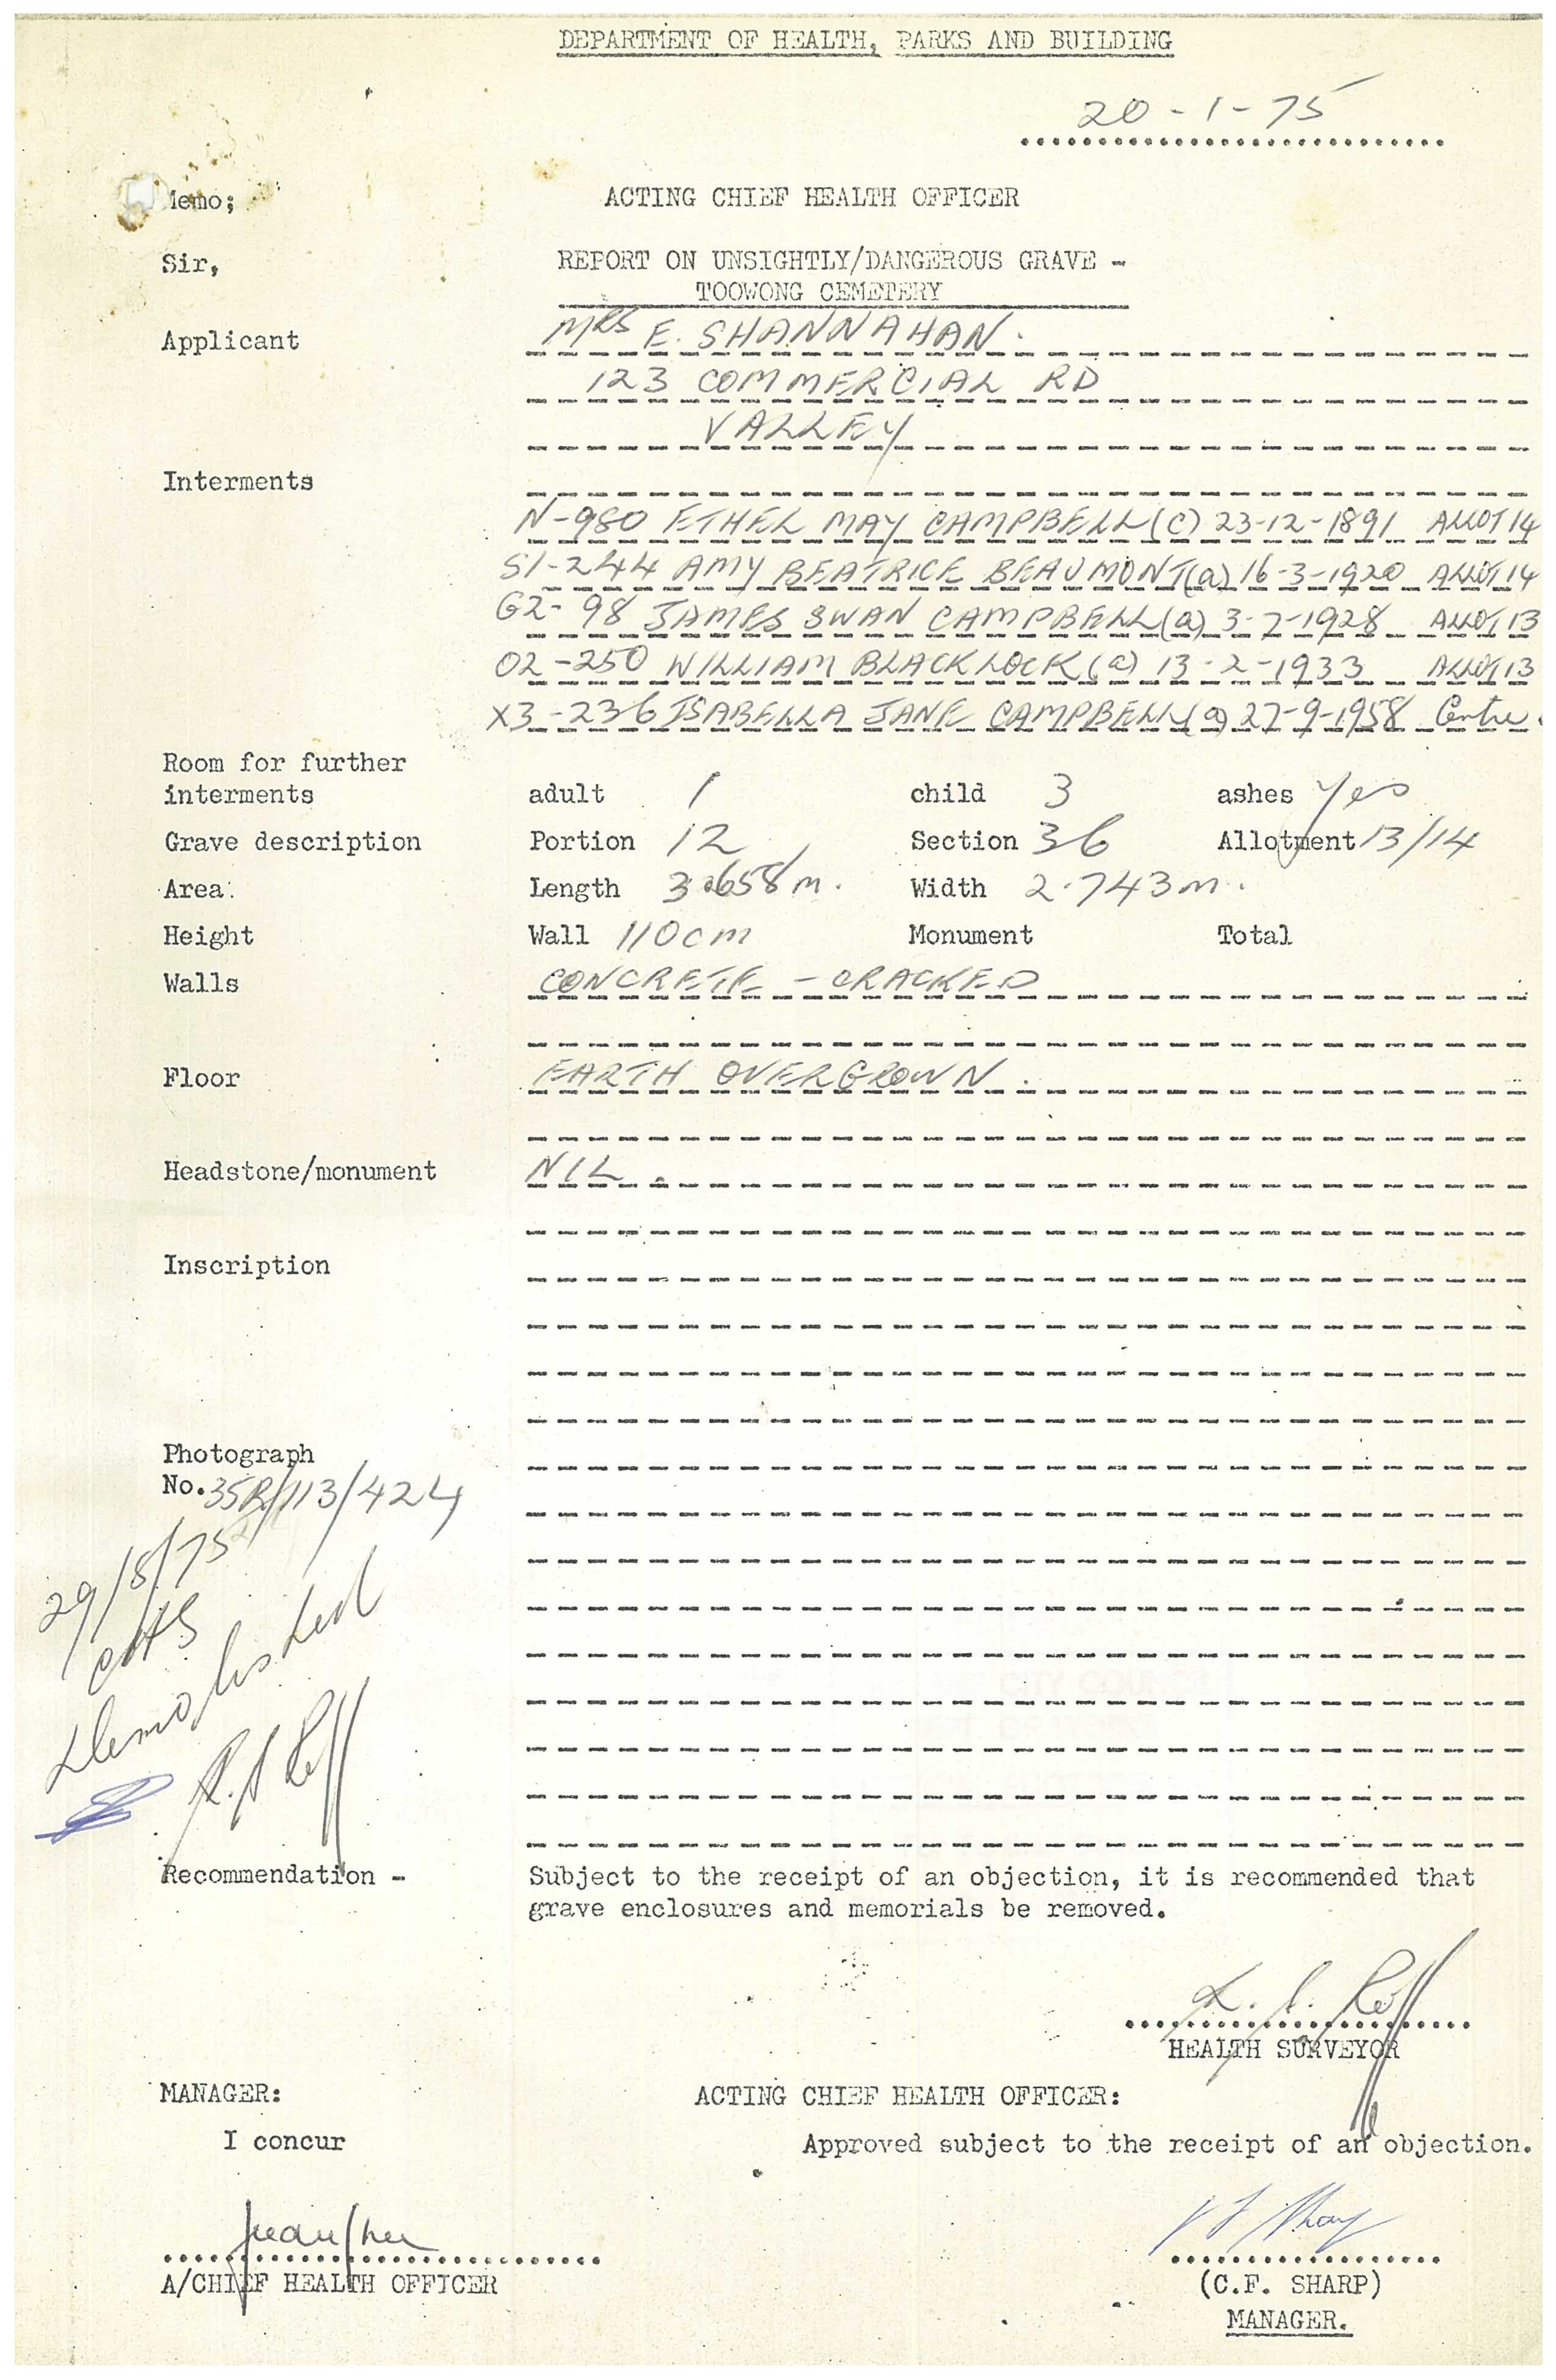 DEPARTMENT OF HEALTH, PARKS AND BUILDING
20-1-75
Memo; ACTING CHIEF HEALTH OFFICER
Sir, REPORT ON UNSIGHTLY/DANGEROUS GRAVE -
TOOWONG CEMETERY
Applicant MRS E. SHANNAHAN.
123 COMMERCIAL RD
VALLEY
Interments
N-980 ETHEL MAY CAMPBELL (C) 23-12-1891 ALLOT 14
S1-244 AMY BEATRICE BEAUMONT (a) 16-3-1920 ALLOT 14
G2-98 JAMES SWAN CAMPBELL (a) 3-7-1928 ALLOT 13
O2-250 WILLIAM BLACKLOCK (a) 13-2-1933 ALLOT 13
X3-236 ISABELLA JANE CAMPBELL (a) 27-9-1958 Centre.
Room for further
interments adult 1 child 3 ashes Yes
Grave description Portion 12 Section 36 Allotment 13/14
Area: Length 3.658m. Width 2.743m.
Height Wall 110cm Monument Total
Walls CONCRETE - CRACKED
Floor EARTH OVERGROWN.
Headstone/monument NIL.
Inscription
Photograph
No. 35R/113/424
29/8/75
CHS
Demolished
Recommendation - Subject to the receipt of an objection, it is recommended that
grave enclosures and memorials be removed.
HEALTH SURVEYOR
MANAGER: ACTING CHIEF HEALTH OFFICER:
I concur Approved subject to the receipt of an objection.
A/CHIEF HEALTH OFFICER (C.F. SHARP)
MANAGER.